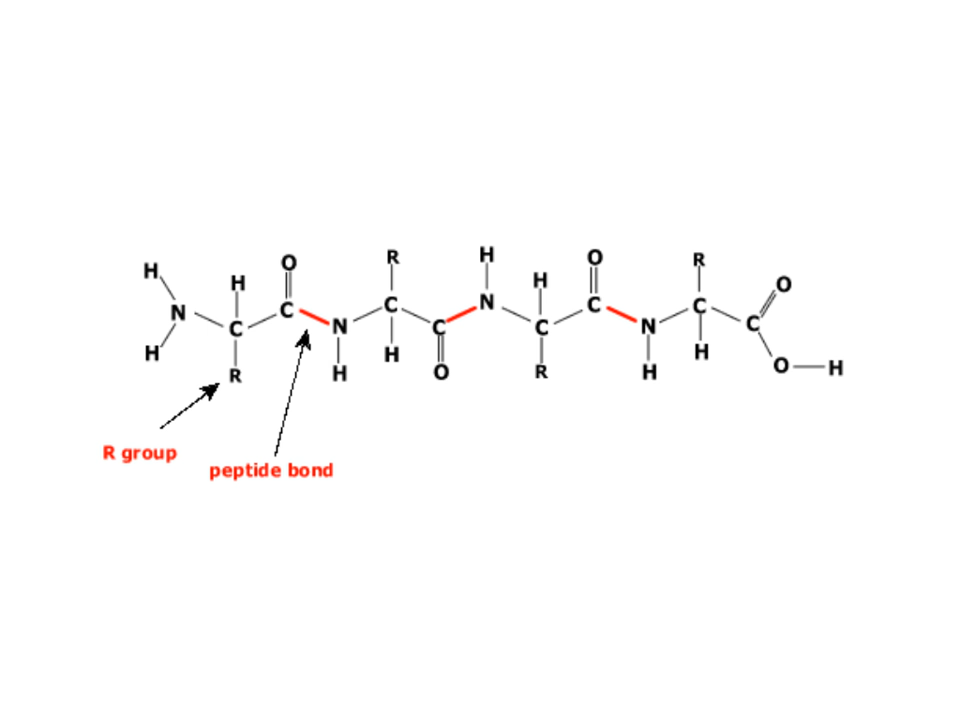 H H O R H H O R O
N C C N C C N C C N C C
H R H H O R H H O H
R group
peptide bond